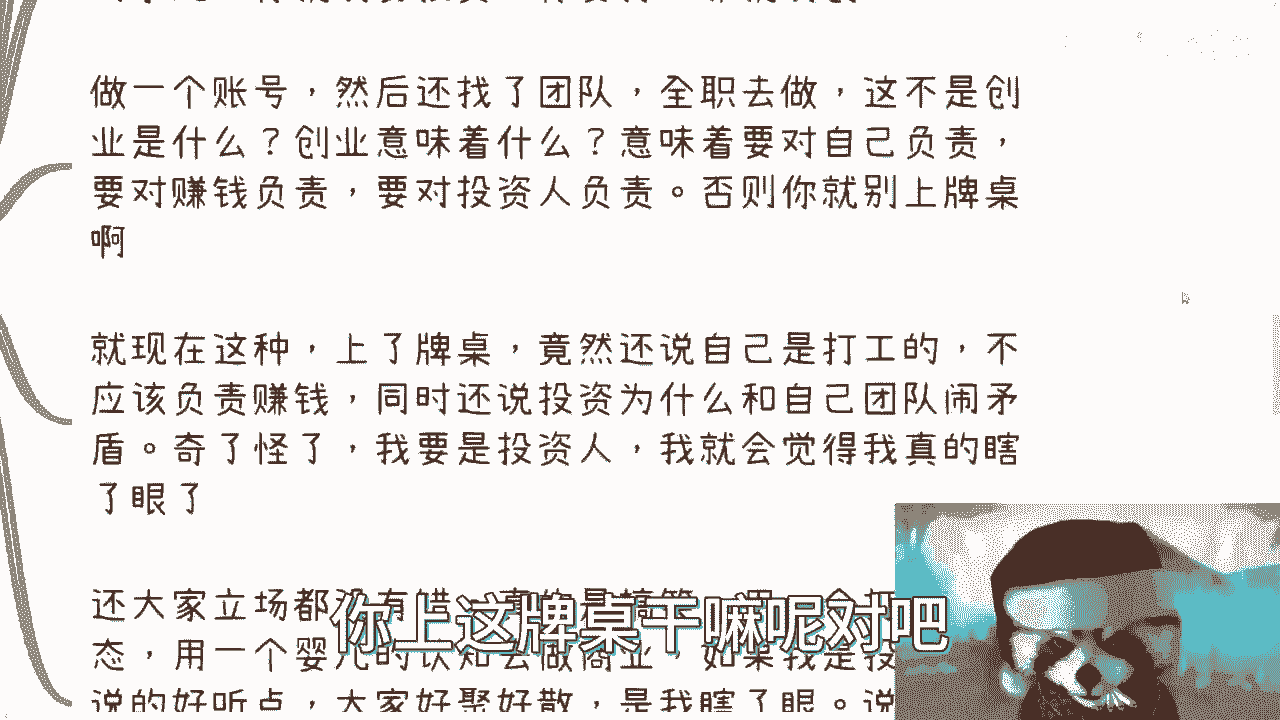 做一个账号，然后还找了团队，全职去做，这不是创
业是什么？创业意味着什么？意味着要对自己负责，
要对赚钱负责，要对投资人负责。否则你就别上牌桌
啊
就现在这种，上了牌桌，竟然还说自己是打工的，不
应该负责赚钱，同时还说投资为什么和自己团队闹矛
盾。奇了怪了，我要是投资人，我就会觉得我真的瞎
了眼了
还大家立场都没有错，真的是搞笑
态，用一个婴儿的认知去做商业，如果我是投
说的好听点，大家好聚好散，是我瞎了眼。说
你上这牌桌干嘛呢对吧